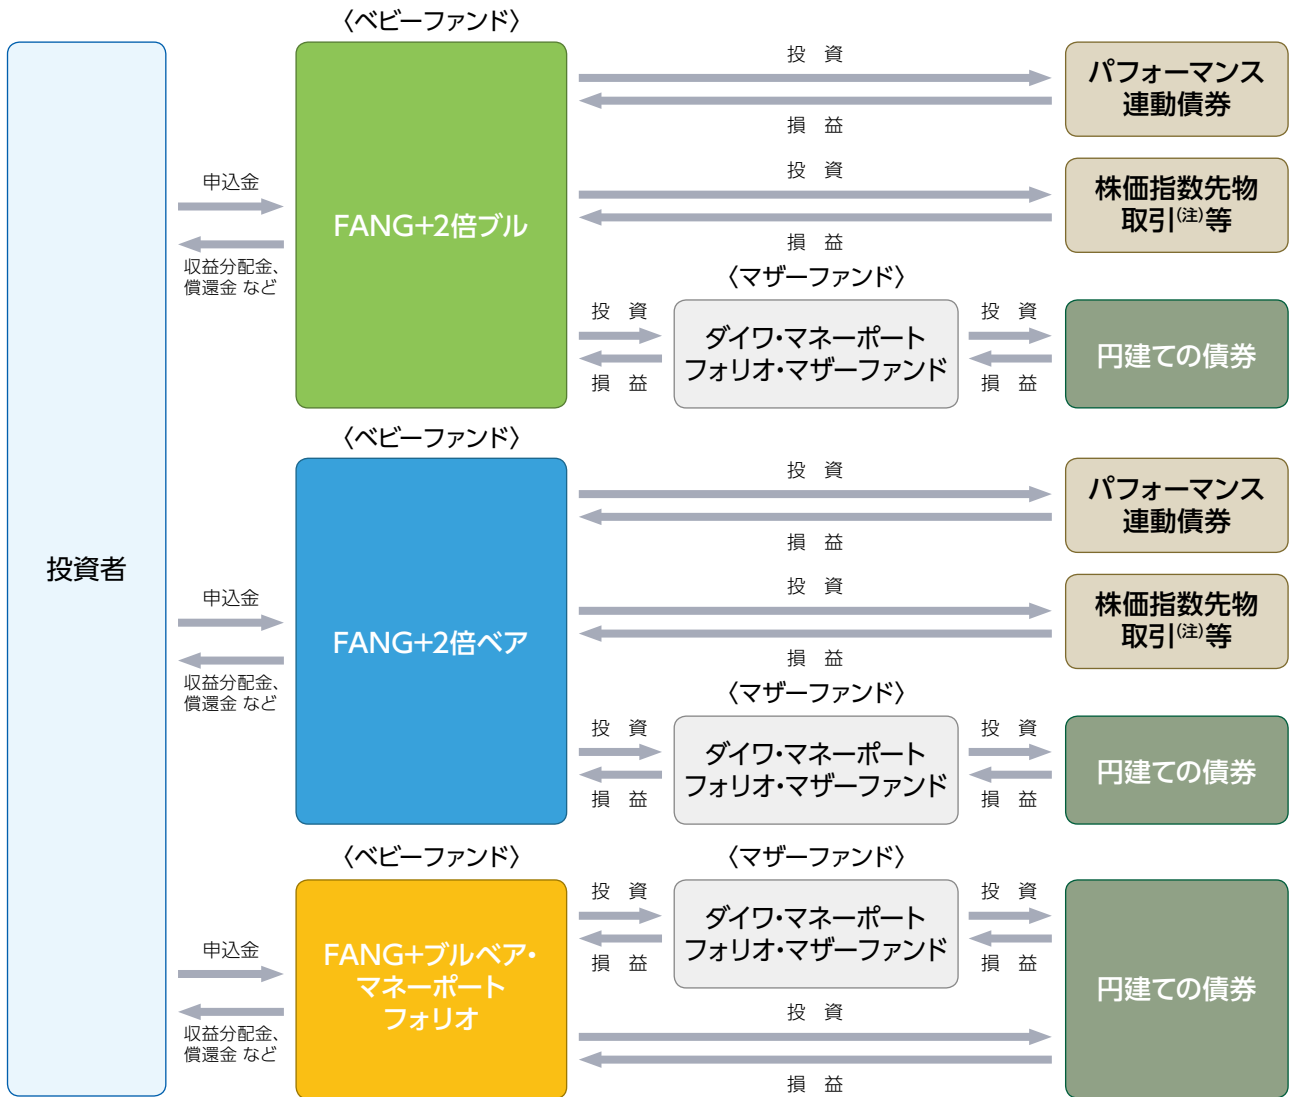 投資者
〈ベビーファンド〉
申込金
収益分配金、
償還金 など
FANG+2倍ブル
投 資
損 益
パフォーマンス
連動債券
投 資
損 益
株価指数先物
取引(注)等
〈マザーファンド〉
投 資
損 益
ダイワ・マネーポート
フォリオ・マザーファンド
投 資
損 益
円建ての債券
〈ベビーファンド〉
申込金
収益分配金、
償還金 など
FANG+2倍ベア
投 資
損 益
パフォーマンス
連動債券
投 資
損 益
株価指数先物
取引(注)等
〈マザーファンド〉
投 資
損 益
ダイワ・マネーポート
フォリオ・マザーファンド
投 資
損 益
円建ての債券
〈ベビーファンド〉
申込金
収益分配金、
償還金 など
FANG+ブルベア・
マネーポート
フォリオ
〈マザーファンド〉
投 資
損 益
ダイワ・マネーポート
フォリオ・マザーファンド
投 資
損 益
投 資
損 益
円建ての債券